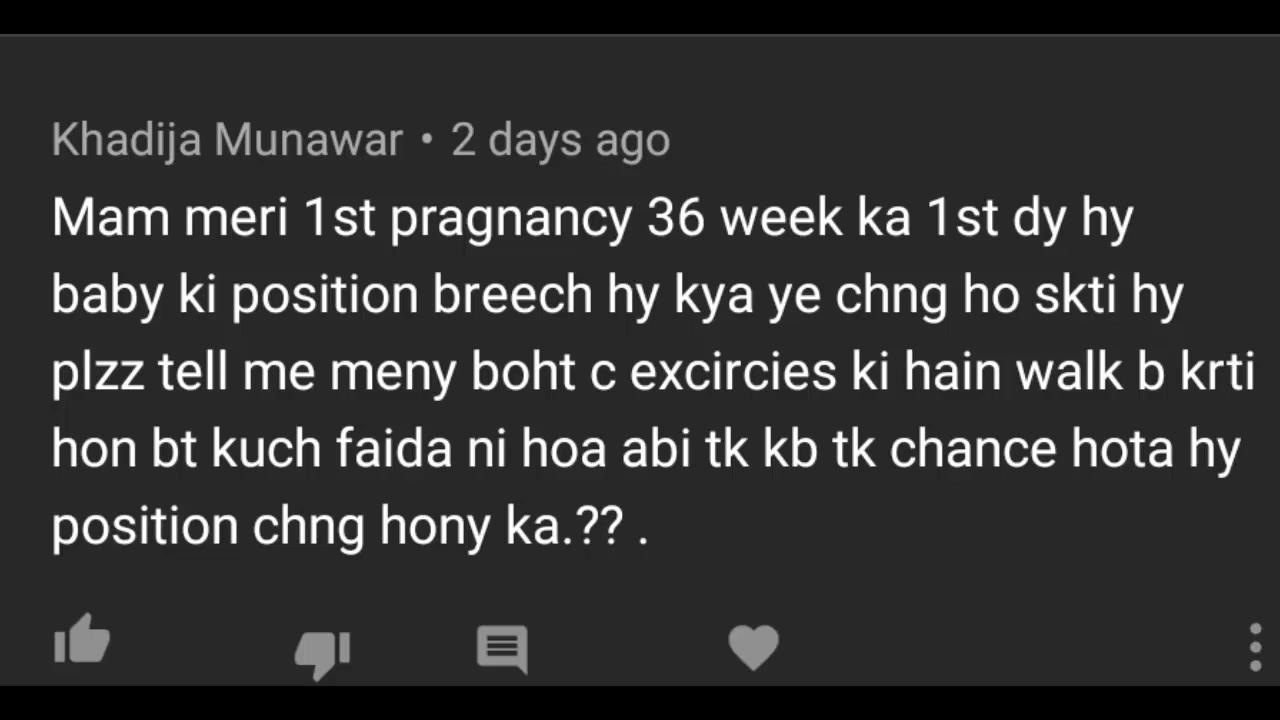 Khadija Munawar • 2 days ago
Mam meri 1st pragnancy 36 week ka 1st dy hy
baby ki position breech hy kya ye chng ho skti hy
plzz tell me meny boht c excircies ki hain walk b krti
hon bt kuch faida ni hoa abi tk kb tk chance hota hy
position chng hony ka.?? .